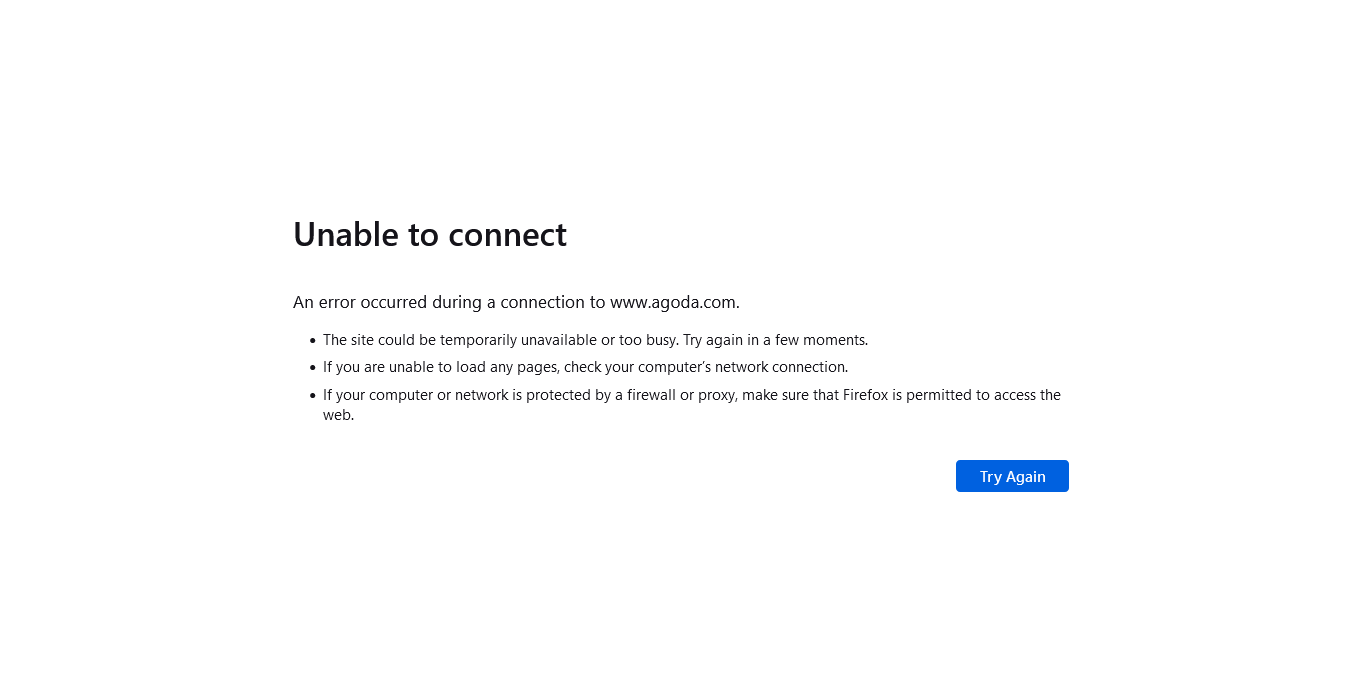 Unable to connect
An error occurred during a connection to www.agoda.com.
• The site could be temporarily unavailable or too busy. Try again in a few moments.
• If you are unable to load any pages, check your computer’s network connection.
• If your computer or network is protected by a firewall or proxy, make sure that Firefox is permitted to access the
web.
Try Again